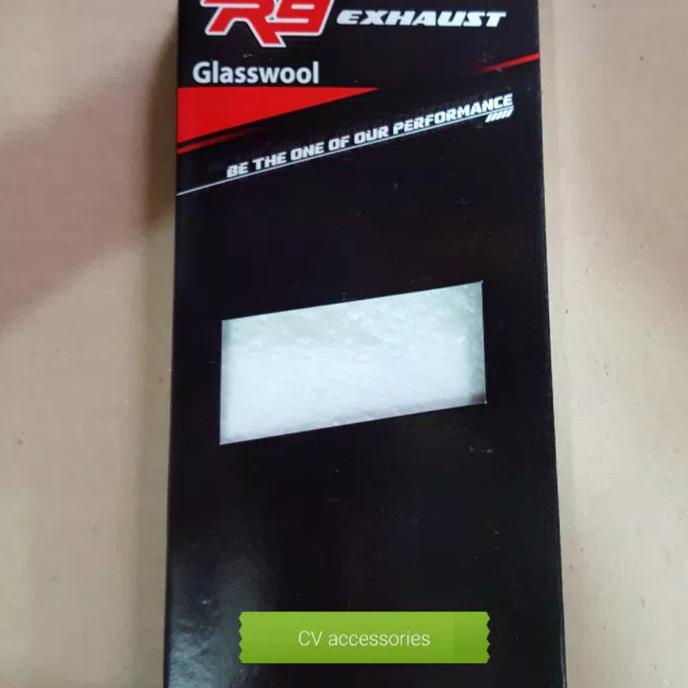 R9 EXHAUST
Glasswool
BE THE ONE OF OUR PERFORMANCE
CV accessories